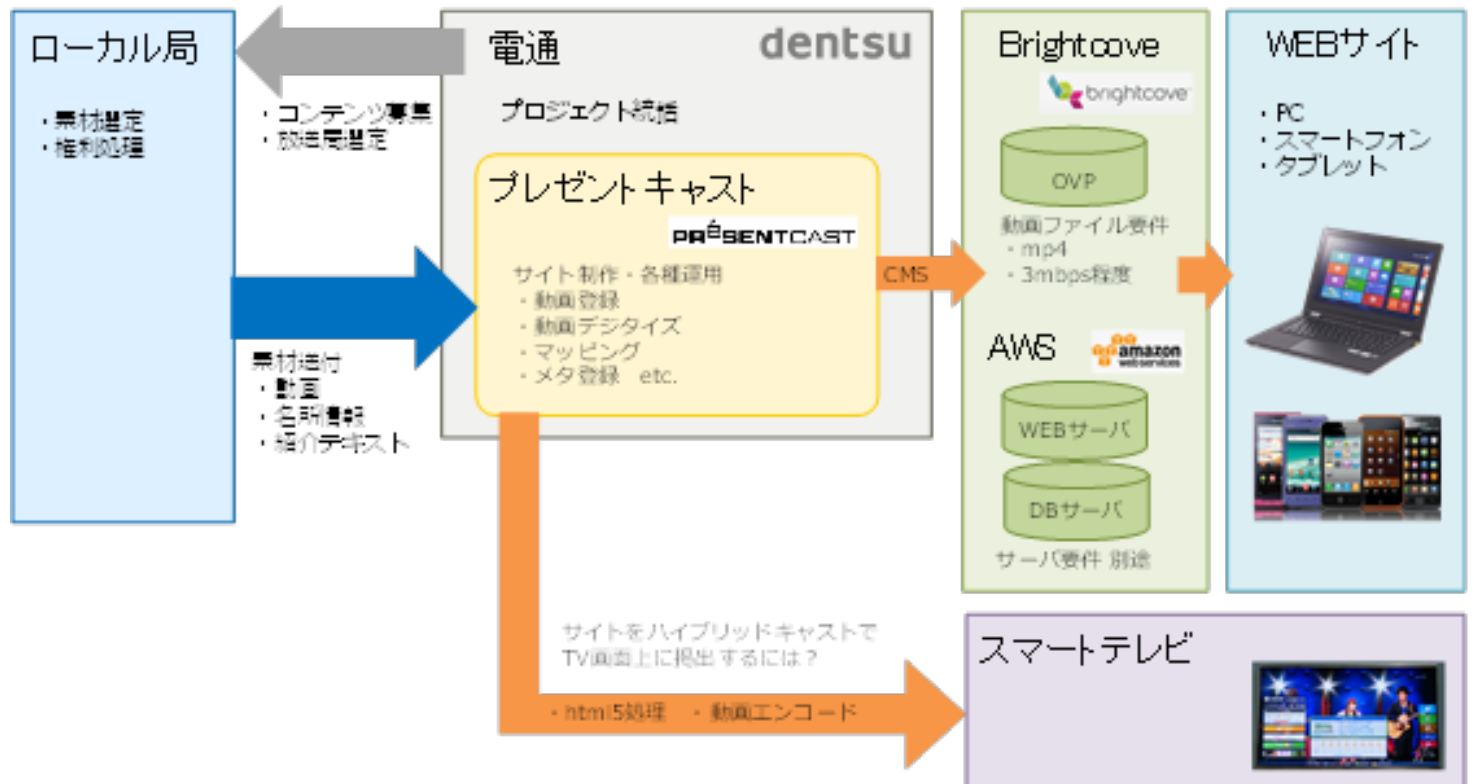 ローカル局
・素材選定
・権利処理
・コンテンツ募集
・放送局選定
素材送付
・動画
・名所情報
・紹介テキスト
電通
dentsu
プロジェクト統括
プレゼントキャスト
PRÉSENTCAST
サイト制作・各種運用
・動画登録
・動画デジタイズ
・マッピング
・メタ登録 etc.
CMS
Brightcove
brightcove
OVP
動画ファイル要件
・mp4
・3mbps程度
AWS
amazon
webservices
WEBサーバ
DBサーバ
サーバ要件 別途
WEBサイト
・PC
・スマートフォン
・タブレット
サイトをハイブリッドキャストで
TV画面上に掲出するには？
・html5処理 ・動画エンコード
スマートテレビ